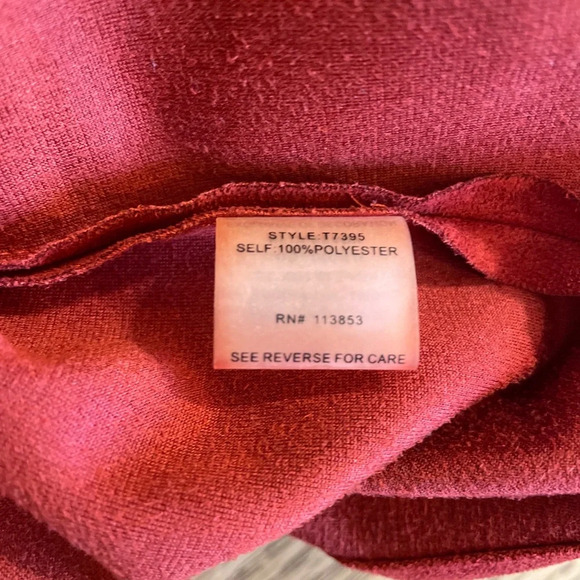 STYLE:T7395
SELF:100%POLYESTER
RN# 113853
SEE REVERSE FOR CARE